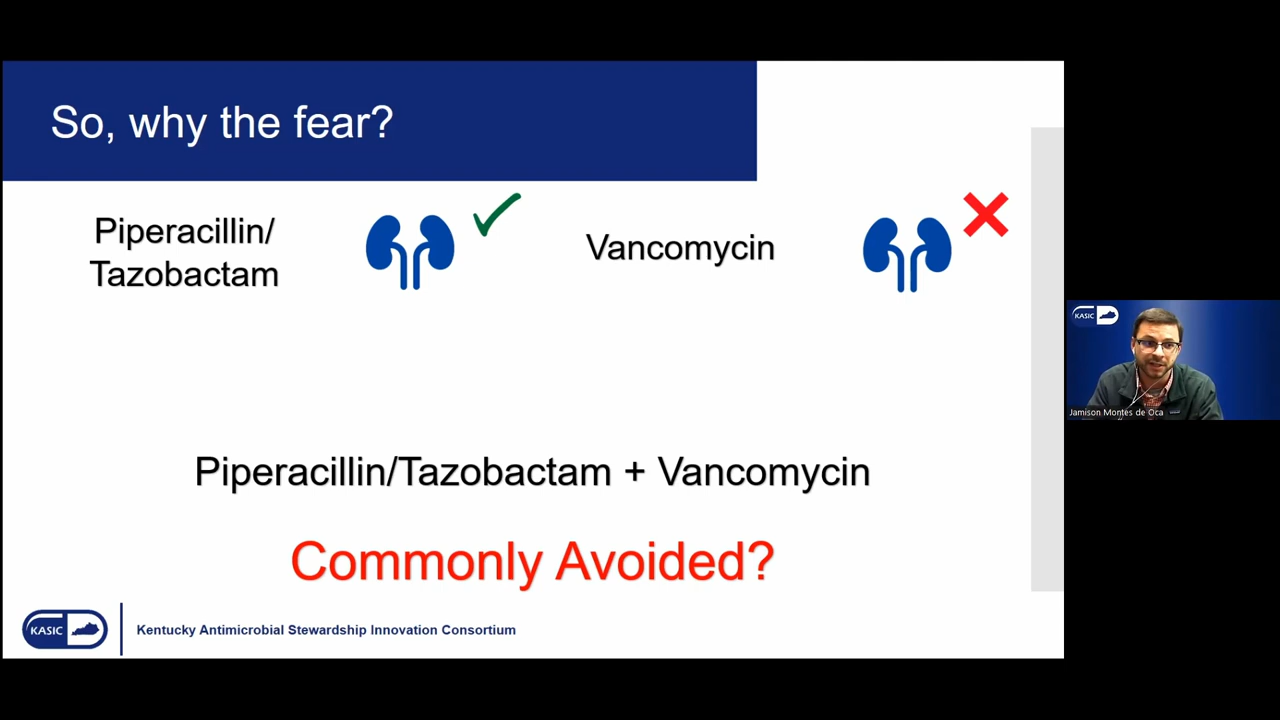 So, why the fear?
Piperacillin/
Tazobactam
Vancomycin
Piperacillin/Tazobactam + Vancomycin
Commonly Avoided?
KASIC
Kentucky Antimicrobial Stewardship Innovation Consortium
KASIC
Jamison Montes de Oca